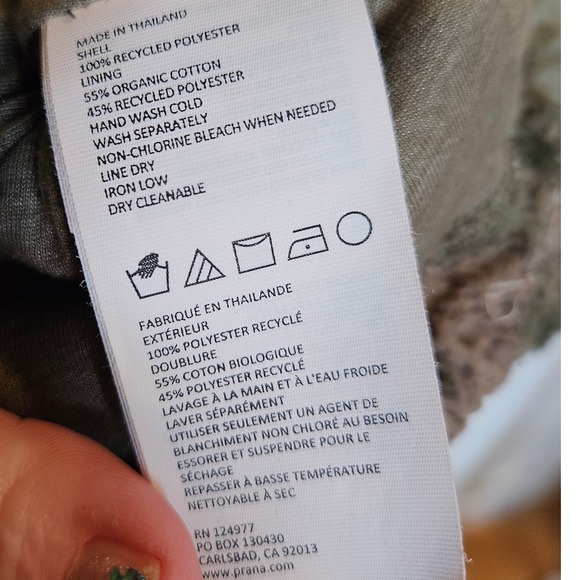 MADE IN THAILAND
SHELL
100% RECYCLED POLYESTER
LINING
55% ORGANIC COTTON
45% RECYCLED POLYESTER
HAND WASH COLD
WASH SEPARATELY
NON-CHLORINE BLEACH WHEN NEEDED
LINE DRY
IRON LOW
DRY CLEANABLE
FABRIQUÉ EN THAILANDE
EXTÉRIEUR
100% POLYESTER RECYCLÉ
DOUBLURE
55% COTON BIOLOGIQUE
45% POLYESTER RECYCLÉ
LAVAGE À LA MAIN ET À L'EAU FROIDE
LAVER SÉPARÉMENT
UTILISER SEULEMENT UN AGENT DE
BLANCHIMENT NON CHLORÉ AU BESOIN
ESSORER ET SUSPENDRE POUR LE
SÉCHAGE
REPASSER À BASSE TEMPÉRATURE
NETTOYABLE À SEC
RN 124977
PO BOX 130430
CARLSBAD, CA 92013
www.prana.com